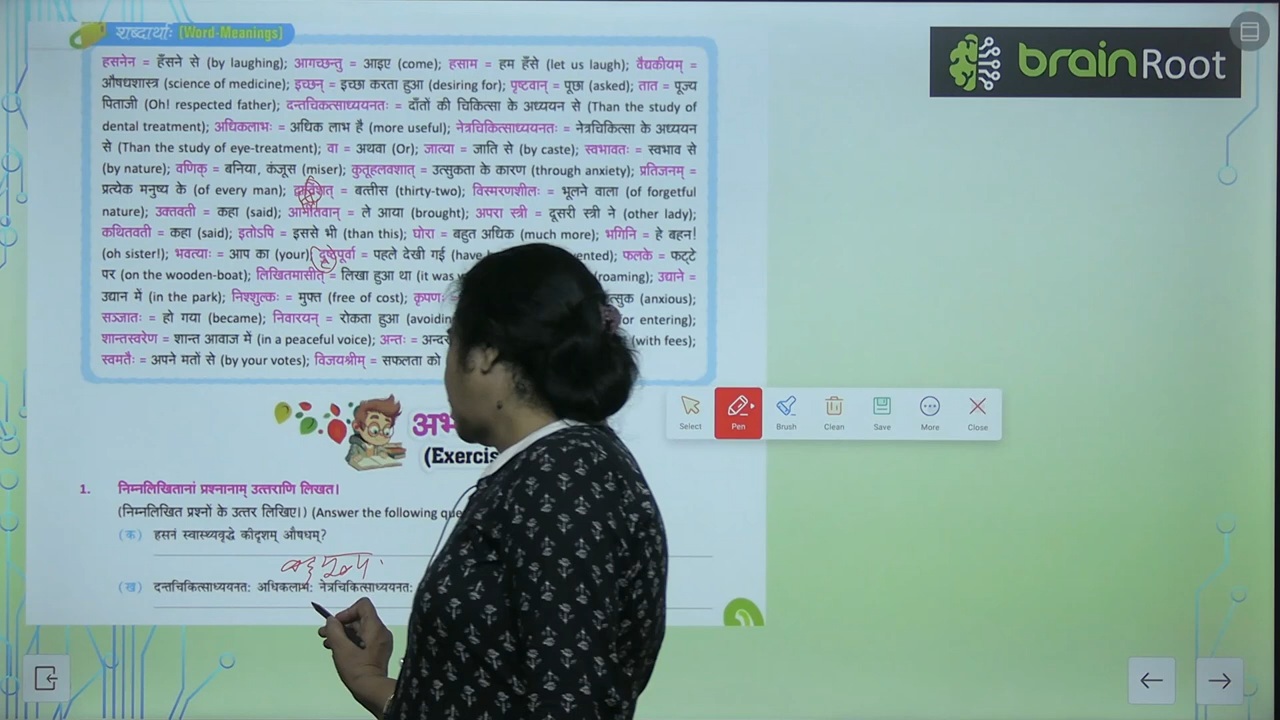 शब्दार्थाः (Word-Meanings)
brainRoot
हसनेन = हँसने से (by laughing); आगच्छन्तु = आइए (come); हसाम = हम हँसे (let us laugh); वैद्यकीयम् =
औषधशास्त्र (science of medicine); इच्छन् = इच्छा करता हुआ (desiring for); पृष्टवान् = पूछा (asked); तात = पूज्य
पिताजी (Oh! respected father); दन्तचिकित्साध्ययनतः = दाँतों की चिकित्सा के अध्ययन से (Than the study of
dental treatment); अधिकलाभः = अधिक लाभ है (more useful); नेत्रचिकित्साध्ययनतः = नेत्रचिकित्सा के अध्ययन
से (Than the study of eye-treatment); वा = अथवा (Or); जात्या = जाति से (by caste); स्वभावतः = स्वभाव से
(by nature); वणिक् = बनिया, कंजूस (miser); कुतूहलवशात् = उत्सुकता के कारण (through anxiety); प्रतिजनम् =
प्रत्येक मनुष्य के (of every man); = बत्तीस (thirty-two); विस्मरणशीलः = भूलने वाला (of forgetful
nature); उक्तवती = कहा (said); = ले आया (brought); अपरा स्त्री = दूसरी स्त्री ने (other lady);
कथितवती = कहा (said); इतोऽपि = इससे भी (than this); घोरा = बहुत अधिक (much more); भगिनि = हे बहन!
(oh sister!); भवत्याः = आप का (your); = पहले देखी गई (have फलके = फट्टे
पर (on the wooden-boat); लिखितमासीत् = लिखा हुआ था (it was (roaming); उद्याने =
उद्यान में (in the park); निश्शुल्कः = मुफ्त (free of cost); कृपणः (anxious);
सञ्जातः = हो गया (became); निवारयन् = रोकता हुआ for entering);
शान्तस्वरेण = शान्त आवाज में (in a peaceful voice); अन्तः = (with fees);
स्वमतैः = अपने मतों से (by your votes); विजयश्रीम् = सफलता को
Select Pen Brush Clean Save More Close
1. निम्नलिखितानां प्रश्नानाम् उत्तराणि लिखत।
(निम्नलिखित प्रश्नों के उत्तर लिखिए।) (Answer the following
(क) हसनं स्वास्थ्यवृद्धे कीदृशम् औषधम्?
(ख) दन्तचिकित्साध्ययनतः अधिकलाभः नेत्रचिकित्साध्ययनतः